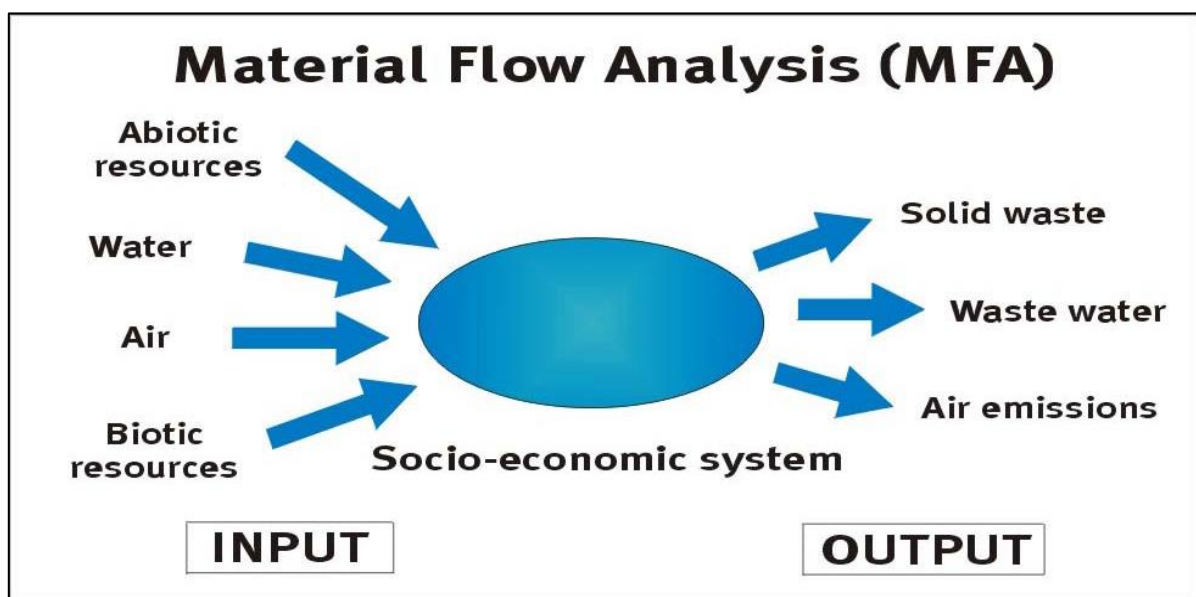 Material Flow Analysis (MFA)
Abiotic
resources
Water
Air
Biotic
resources
Socio-economic system
Solid waste
Waste water
Air emissions
INPUT
OUTPUT